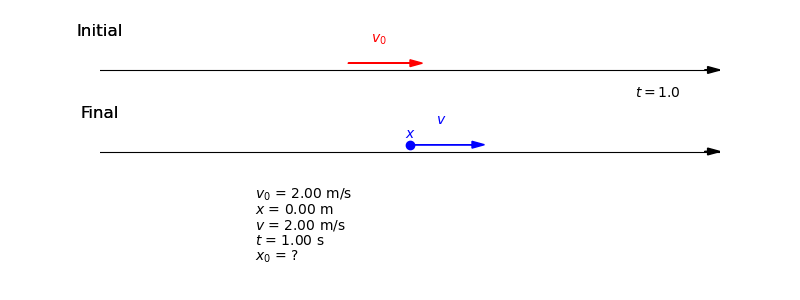 Initial
v₀
t = 1.0
Final
v
x
v₀ = 2.00 m/s
x = 0.00 m
v = 2.00 m/s
t = 1.00 s
x₀ = ?